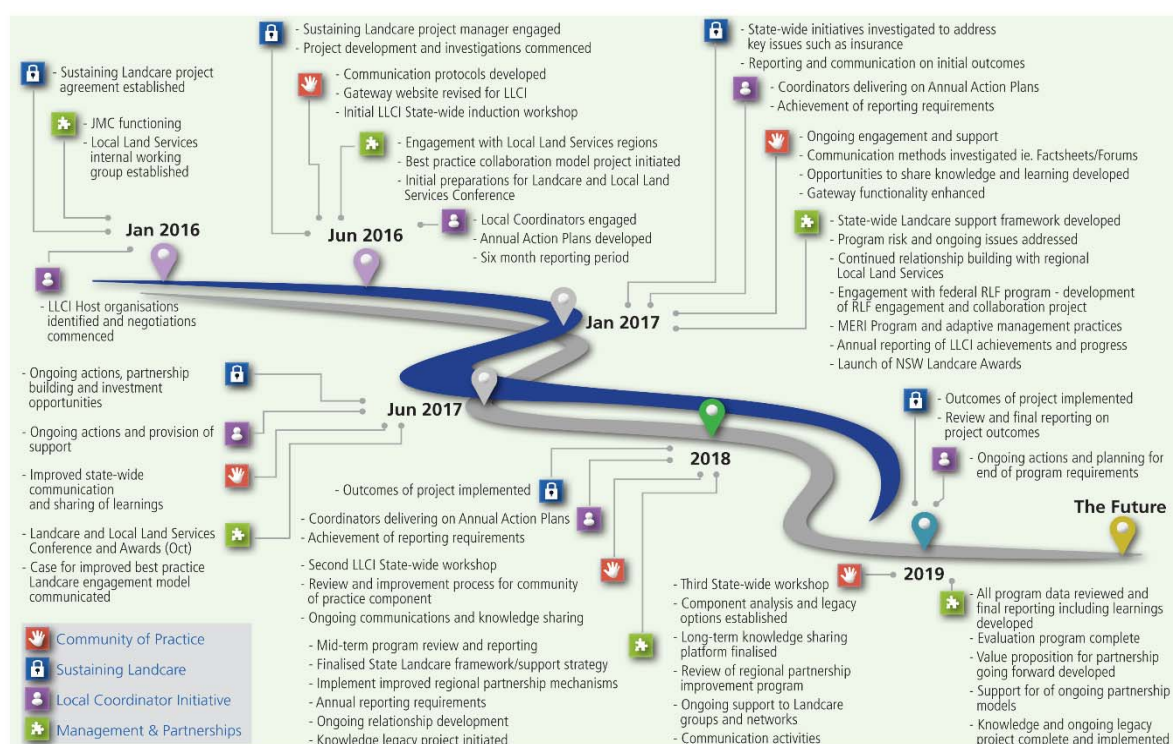 - Sustaining Landcare project
agreement established
- JMC functioning
- Local Land Services
internal working
group established
Jan 2016
- LLCI Host organisations
identified and negotiations
commenced
- Sustaining Landcare project manager engaged
- Project development and investigations commenced
- Communication protocols developed
- Gateway website revised for LLCI
- Initial LLCI State-wide induction workshop
- Engagement with Local Land Services regions
- Best practice collaboration model project initiated
- Initial preparations for Landcare and Local Land
Services Conference
- Local Coordinators engaged
- Annual Action Plans developed
- Six month reporting period
Jun 2016
- State-wide initiatives investigated to address
key issues such as insurance
- Reporting and communication on initial outcomes
- Coordinators delivering on Annual Action Plans
- Achievement of reporting requirements
- Ongoing engagement and support
- Communication methods investigated ie. Factsheets/Forums
- Opportunities to share knowledge and learning developed
- Gateway functionality enhanced
- State-wide Landcare support framework developed
- Program risk and ongoing issues addressed
- Continued relationship building with regional
Local Land Services
- Engagement with federal RLF program - development
of RLF engagement and collaboration project
- MERI Program and adaptive management practices
- Annual reporting of LLCI achievements and progress
- Launch of NSW Landcare Awards
Jan 2017
- Ongoing actions, partnership
building and investment
opportunities
- Ongoing actions and provision of
support
- Improved state-wide
communication
and sharing of learnings
- Landcare and Local Land Services
Conference and Awards (Oct)
- Case for improved best practice
Landcare engagement model
communicated
Jun 2017
2018
- Outcomes of project implemented
- Coordinators delivering on Annual Action Plans
- Achievement of reporting requirements
- Second LLCI State-wide workshop
- Review and improvement process for community
of practice component
- Ongoing communications and knowledge sharing
- Mid-term program review and reporting
- Finalised State Landcare framework/support strategy
- Implement improved regional partnership mechanisms
- Annual reporting requirements
- Ongoing relationship development
- Knowledge legacy project initiated
- Outcomes of project implemented
- Review and final reporting on
project outcomes
- Ongoing actions and planning for
end of program requirements
The Future
2019
- Third State-wide workshop
- Component analysis and legacy
options established
- Long-term knowledge sharing
platform finalised
- Review of regional partnership
improvement program
- Ongoing support to Landcare
groups and networks
- Communication activities
- All program data reviewed and
final reporting including learnings
developed
- Evaluation program complete
- Value proposition for partnership
going forward developed
- Support for of ongoing partnership
models
- Knowledge and ongoing legacy
project complete and implemented
Community of Practice
Sustaining Landcare
Local Coordinator Initiative
Management & Partnerships